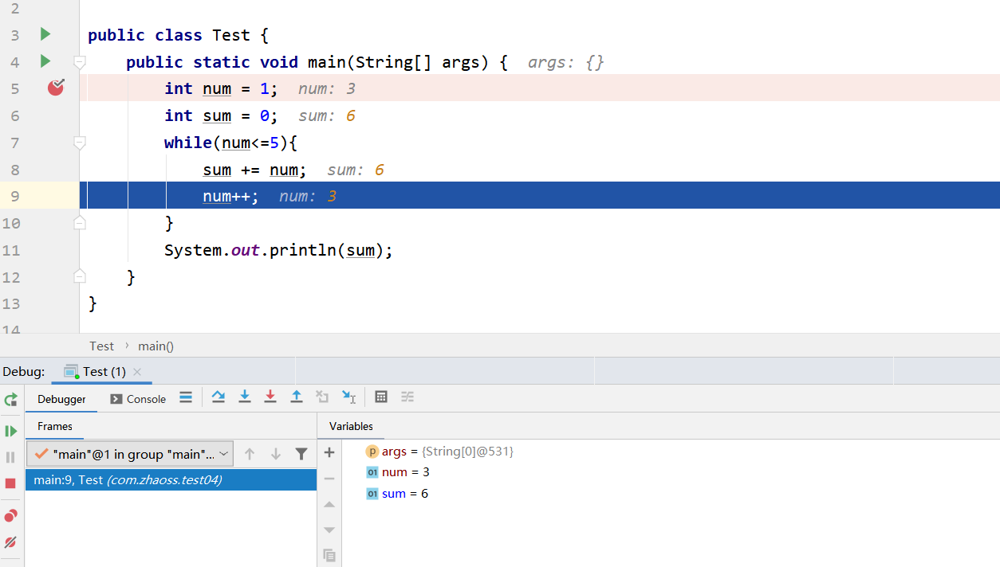 2
3 public class Test {
4 public static void main(String[] args) { args: {}
5 int num = 1; num: 3
6 int sum = 0; sum: 6
7 while(num<=5){
8 sum += num; sum: 6
9 num++; num: 3
10 }
11 System.out.println(sum);
12 }
13 }
14
Test › main()
Debug: Test (1) ×
Debugger Console
Frames Variables
"main"@1 in group "main"...
main:9, Test (com.zhaoss.test04)
p args = {String[0]@531}
01 num = 3
01 sum = 6